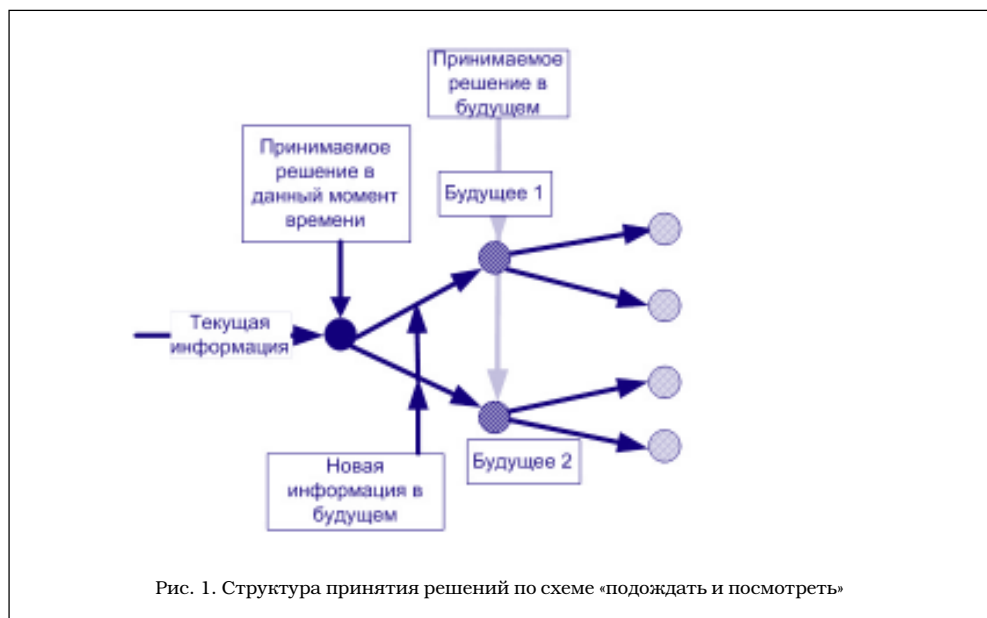 Принимаемое
решение в
будущем
Принимаемое
решение в
данный момент
времени
Будущее 1
Текущая
информация
Новая
информация в
будущем
Будущее 2
Рис. 1. Структура принятия решений по схеме «подождать и посмотреть»